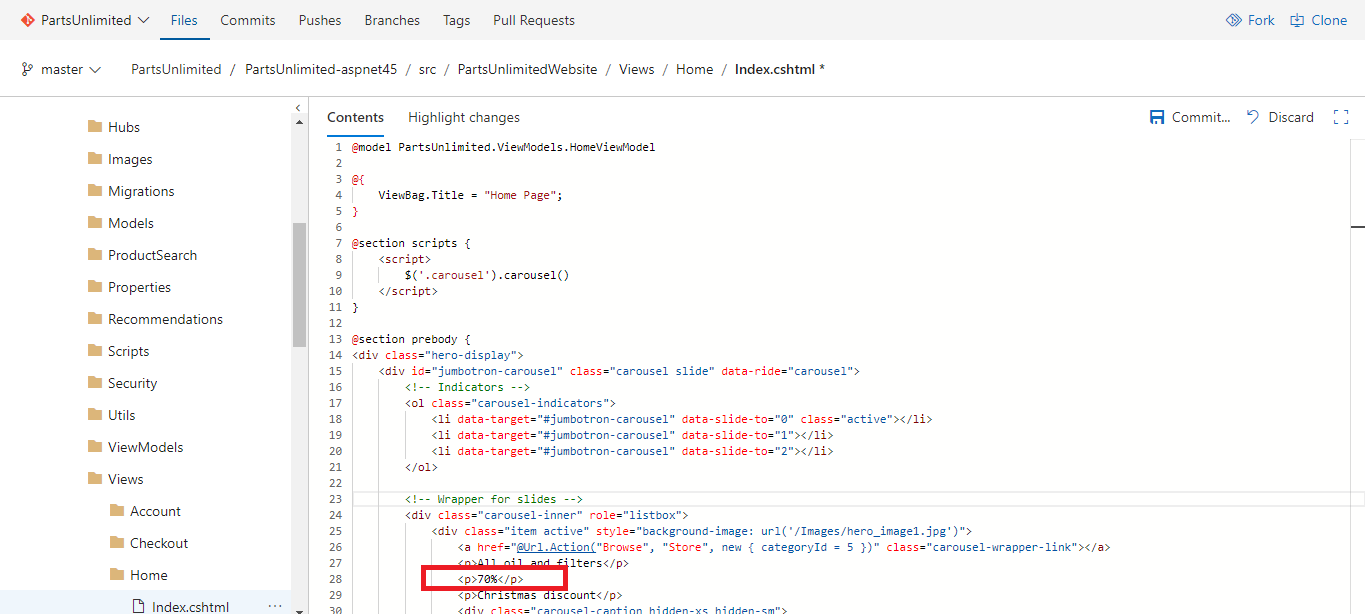 PartsUnlimited Files Commits Pushes Branches Tags Pull Requests Fork Clone
master PartsUnlimited / PartsUnlimited-aspnet45 / src / PartsUnlimitedWebsite / Views / Home / Index.cshtml *
Hubs
Images
Migrations
Models
ProductSearch
Properties
Recommendations
Scripts
Security
Utils
ViewModels
Views
Account
Checkout
Home
Index.cshtml ...
Contents Highlight changes Commit... Discard
1 @model PartsUnlimited.ViewModels.HomeViewModel
2
3 @{
4 ViewBag.Title = "Home Page";
5 }
6
7 @section scripts {
8 <script>
9 $('.carousel').carousel()
10 </script>
11 }
12
13 @section prebody {
14 <div class="hero-display">
15 <div id="jumbotron-carousel" class="carousel slide" data-ride="carousel">
16 <!-- Indicators -->
17 <ol class="carousel-indicators">
18 <li data-target="#jumbotron-carousel" data-slide-to="0" class="active"></li>
19 <li data-target="#jumbotron-carousel" data-slide-to="1"></li>
20 <li data-target="#jumbotron-carousel" data-slide-to="2"></li>
21 </ol>
22
23 <!-- Wrapper for slides -->
24 <div class="carousel-inner" role="listbox">
25 <div class="item active" style="background-image: url('/Images/hero_image1.jpg')">
26 <a href="@Url.Action("Browse", "Store", new { categoryId = 5 })" class="carousel-wrapper-link"></a>
27 <p>All oil and filters</p>
28 <p>70%</p>
29 <p>Christmas discount</p>
30 <div class="carousel-caption hidden-xs hidden-sm">